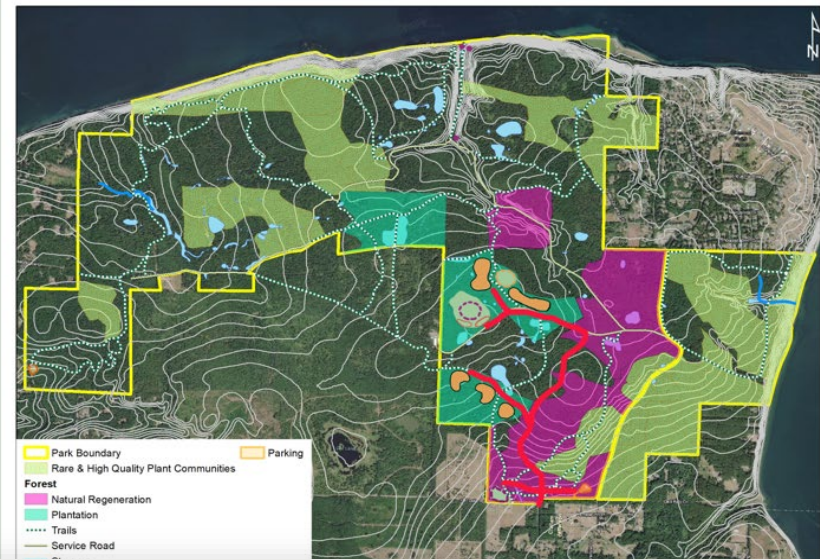 N
Park Boundary
Parking
Rare & High Quality Plant Communities
Forest
Natural Regeneration
Plantation
Trails
Service Road